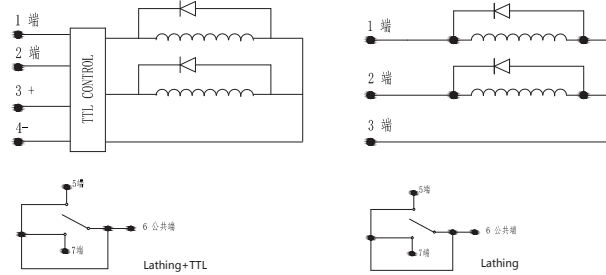 1 端
2 端
3 +
4-
TTL CONTROL
5端
6 公共端
7端
Lathing+TTL
1 端
2 端
3 端
5端
6 公共端
7端
Lathing